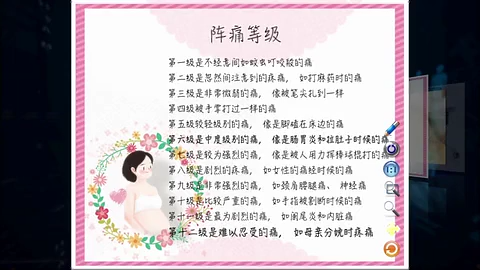 阵痛等级
第一级是不经意间如蚊虫叮咬般的痛
第二级是忽然间注意到的疼痛，如打麻药时的痛
第三级是非常微弱的痛，像被笔尖扎到一样
第四级被手掌打过一样的痛
第五级较轻级别的痛，像是脚磕在床边的痛
第六级是中度级别的痛，像是肠胃炎和拉肚子时候的痛
第七级是较为强烈的痛，像是被人用力挥棒球棍打的痛
第八级是剧烈的疼痛，如女性的痛经时候的痛
第九级是非常强烈的痛，如颈肩腰腿痛、神经痛
第十级是比较严重的痛，如手指被割断时候的痛
第十一级是最为剧烈的痛，如阑尾炎和内脏痛
第十二级是难以忍受的痛，如母亲分娩时疼痛